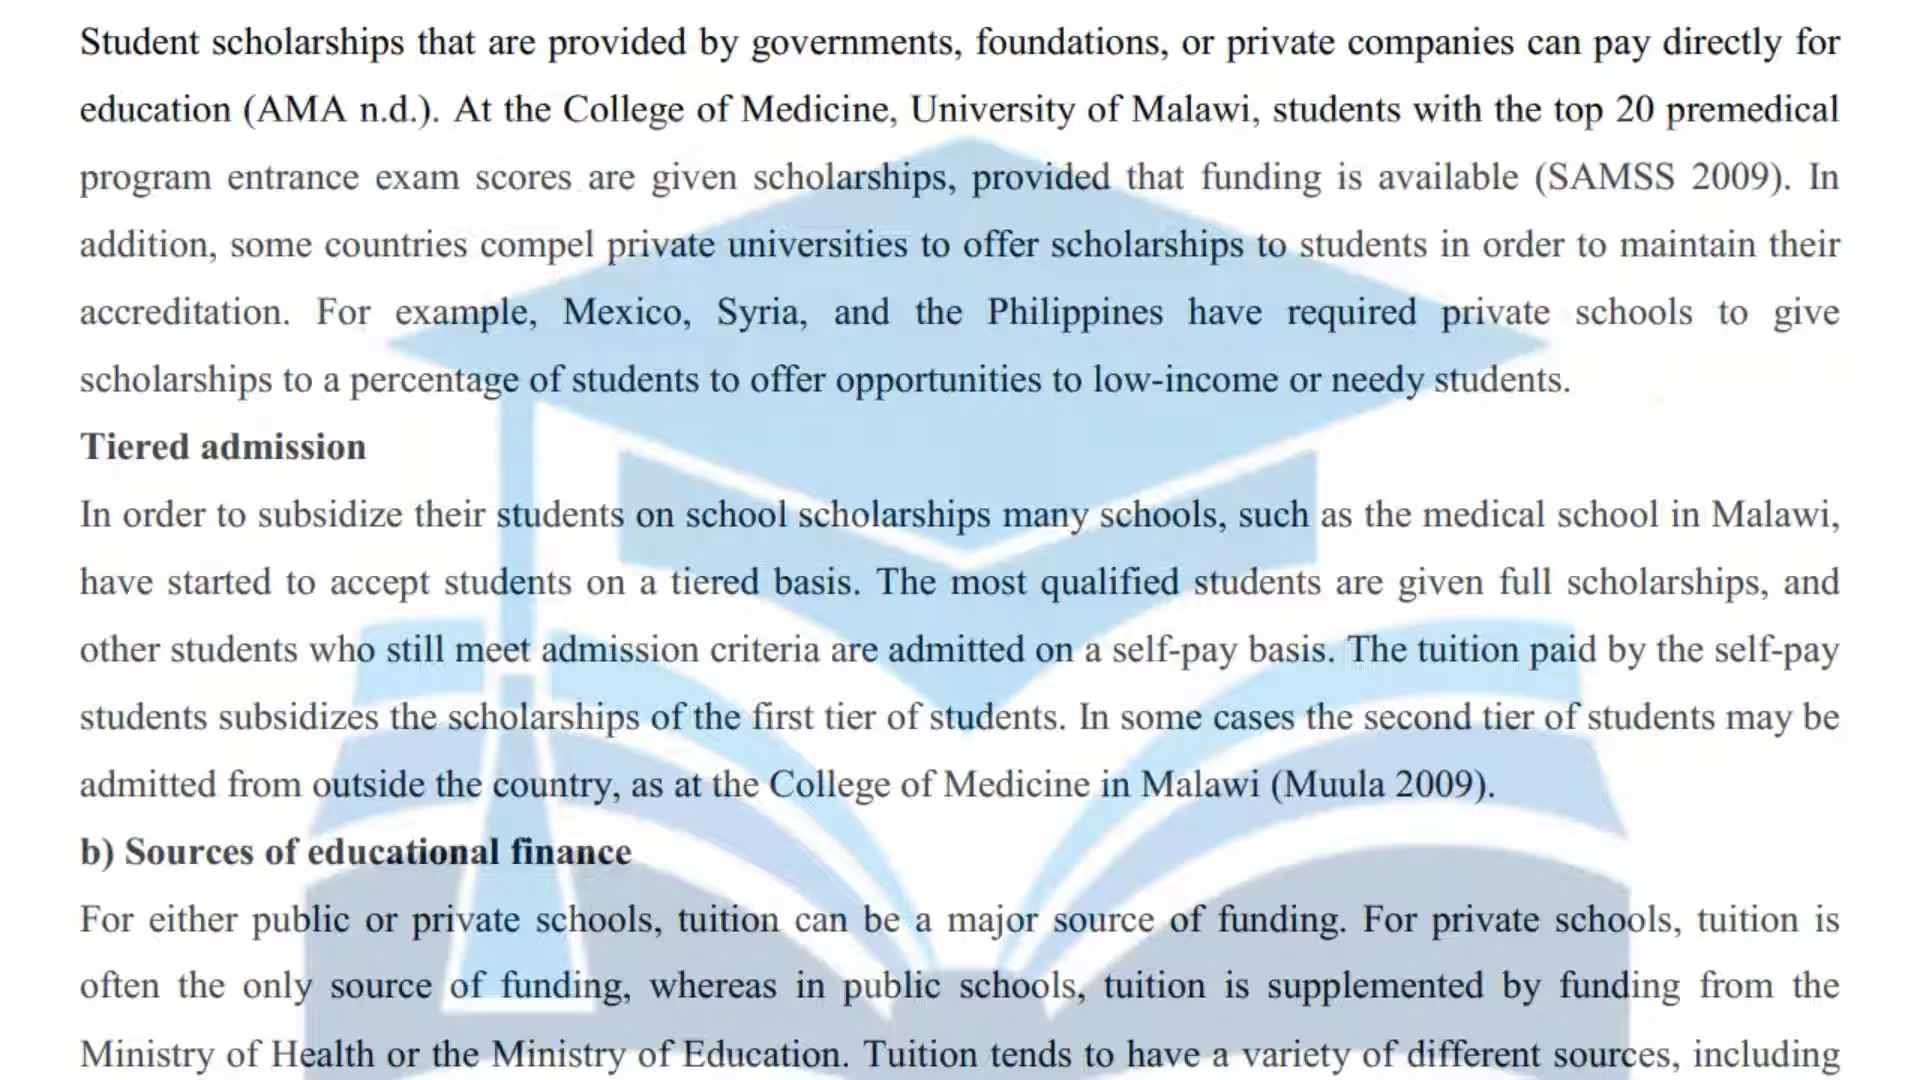 Student scholarships that are provided by governments, foundations, or private companies can pay directly for
education (AMA n.d.). At the College of Medicine, University of Malawi, students with the top 20 premedical
program entrance exam scores are given scholarships, provided that funding is available (SAMSS 2009). In
addition, some countries compel private universities to offer scholarships to students in order to maintain their
accreditation. For example, Mexico, Syria, and the Philippines have required private schools to give
scholarships to a percentage of students to offer opportunities to low-income or needy students.
Tiered admission
In order to subsidize their students on school scholarships many schools, such as the medical school in Malawi,
have started to accept students on a tiered basis. The most qualified students are given full scholarships, and
other students who still meet admission criteria are admitted on a self-pay basis. The tuition paid by the self-pay
students subsidizes the scholarships of the first tier of students. In some cases the second tier of students may be
admitted from outside the country, as at the College of Medicine in Malawi (Muula 2009).
b) Sources of educational finance
For either public or private schools, tuition can be a major source of funding. For private schools, tuition is
often the only source of funding, whereas in public schools, tuition is supplemented by funding from the
Ministry of Health or the Ministry of Education. Tuition tends to have a variety of different sources, including